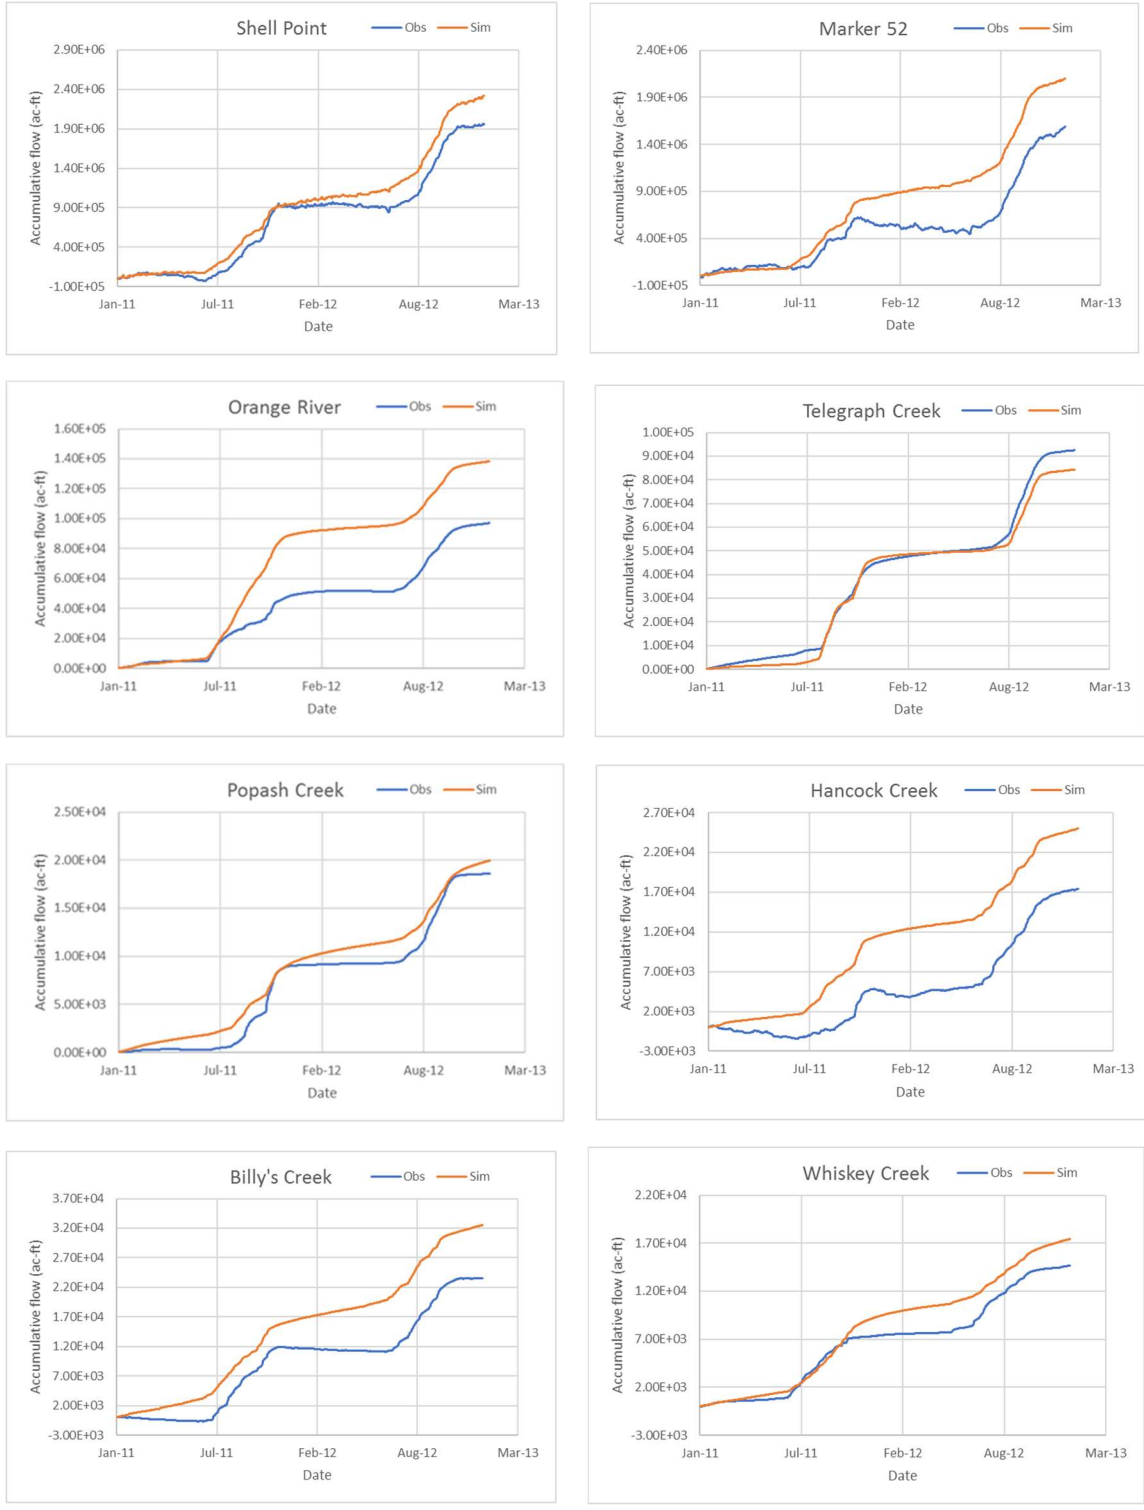 Shell Point
Obs
Sim
Accumulative flow (ac-ft)
2.90E+06
2.40E+06
1.90E+06
1.40E+06
9.00E+05
4.00E+05
-1.00E+05
Jan-11
Jul-11
Feb-12
Aug-12
Mar-13
Date
Marker 52
Obs
Sim
Accumulative flow (ac-ft)
2.40E+06
1.90E+06
1.40E+06
9.00E+05
4.00E+05
-1.00E+05
Jan-11
Jul-11
Feb-12
Aug-12
Mar-13
Date
Orange River
Obs
Sim
Accumulative flow (ac-ft)
1.60E+05
1.40E+05
1.20E+05
1.00E+05
8.00E+04
6.00E+04
4.00E+04
2.00E+04
0.00E+00
Jan-11
Jul-11
Feb-12
Aug-12
Mar-13
Date
Telegraph Creek
Obs
Sim
Accumulative flow (ac-ft)
1.00E+05
9.00E+04
8.00E+04
7.00E+04
6.00E+04
5.00E+04
4.00E+04
3.00E+04
2.00E+04
1.00E+04
0.00E+00
Jan-11
Jul-11
Feb-12
Aug-12
Mar-13
Date
Popash Creek
Obs
Sim
Accumulative flow (ac-ft)
2.50E+04
2.00E+04
1.50E+04
1.00E+04
5.00E+03
0.00E+00
Jan-11
Jul-11
Feb-12
Aug-12
Mar-13
Date
Hancock Creek
Obs
Sim
Accumulative flow (ac-ft)
2.70E+04
2.20E+04
1.70E+04
1.20E+04
7.00E+03
2.00E+03
-3.00E+03
Jan-11
Jul-11
Feb-12
Aug-12
Mar-13
Date
Billy's Creek
Obs
Sim
Accumulative flow (ac-ft)
3.70E+04
3.20E+04
2.70E+04
2.20E+04
1.70E+04
1.20E+04
7.00E+03
2.00E+03
-3.00E+03
Jan-11
Jul-11
Feb-12
Aug-12
Mar-13
Date
Whiskey Creek
Obs
Sim
Accumulative flow (ac-ft)
2.20E+04
1.70E+04
1.20E+04
7.00E+03
2.00E+03
-3.00E+03
Jan-11
Jul-11
Feb-12
Aug-12
Mar-13
Date